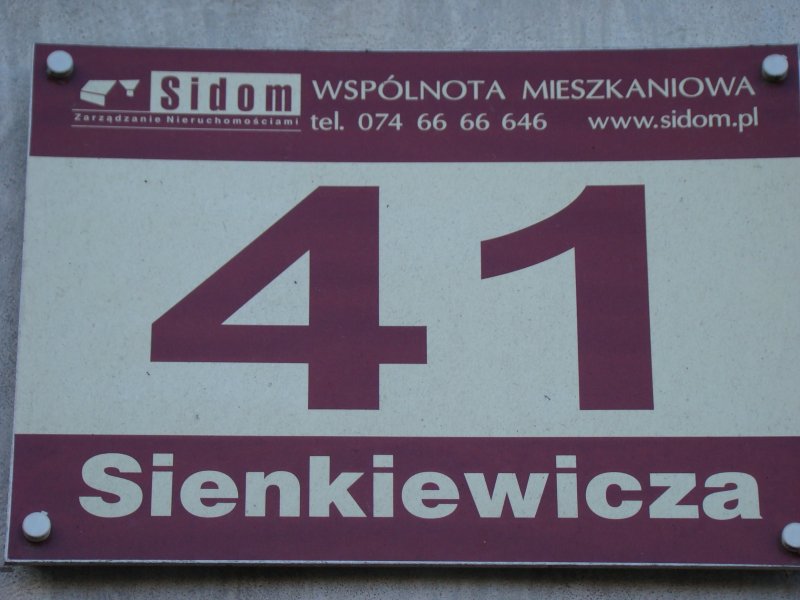 Sidom
Zarządzanie Nieruchomościami
WSPÓLNOTA MIESZKANIOWA
tel. 074 66 66 646 www.sidom.pl
41
Sienkiewicza